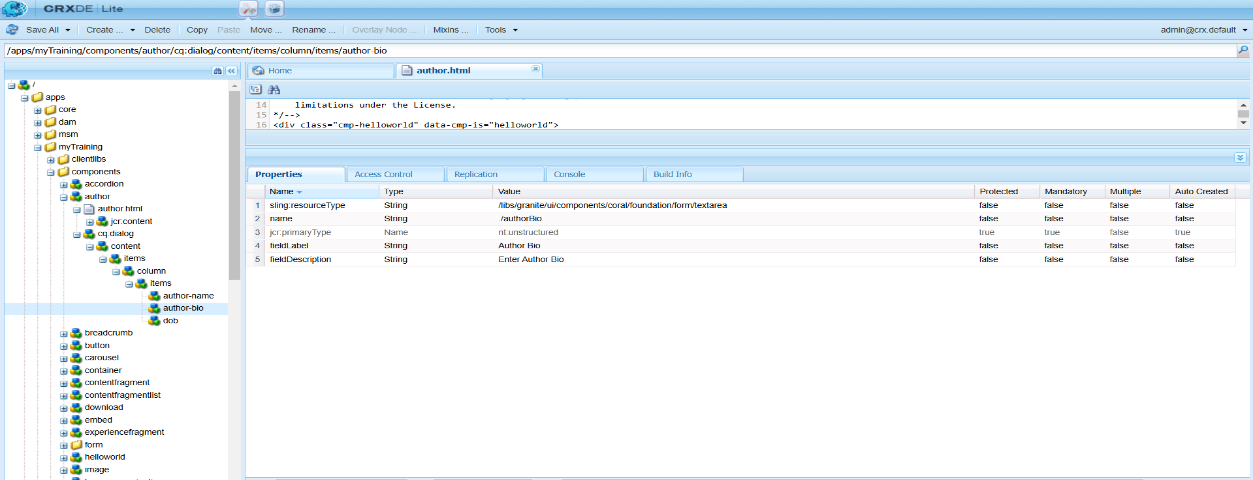 CRXDE | Lite
Save All Create ... Delete Copy Paste Move ... Rename ... Overlay Node ... Mixins ... Tools admin@crx.default
/apps/myTraining/components/author/cq:dialog/content/items/column/items/author-bio
Home author.html
14 limitations under the License.
15 */-->
16 <div class="cmp-helloworld" data-cmp-is="helloworld">
/
apps
core
dam
msm
myTraining
clientlibs
components
accordion
author
author.html
jcr:content
cq:dialog
content
items
column
items
author-name
author-bio
dob
breadcrumb
button
carousel
container
contentfragment
contentfragmentlist
download
embed
experiencefragment
form
helloworld
image
Properties Access Control Replication Console Build Info
Name Type Value Protected Mandatory Multiple Auto Created
1 sling:resourceType String /libs/granite/ui/components/coral/foundation/form/textarea false false false false
2 name String ./authorBio false false false false
3 jcr:primaryType Name nt:unstructured true true false true
4 fieldLabel String Author Bio false false false false
5 fieldDescription String Enter Author Bio false false false false